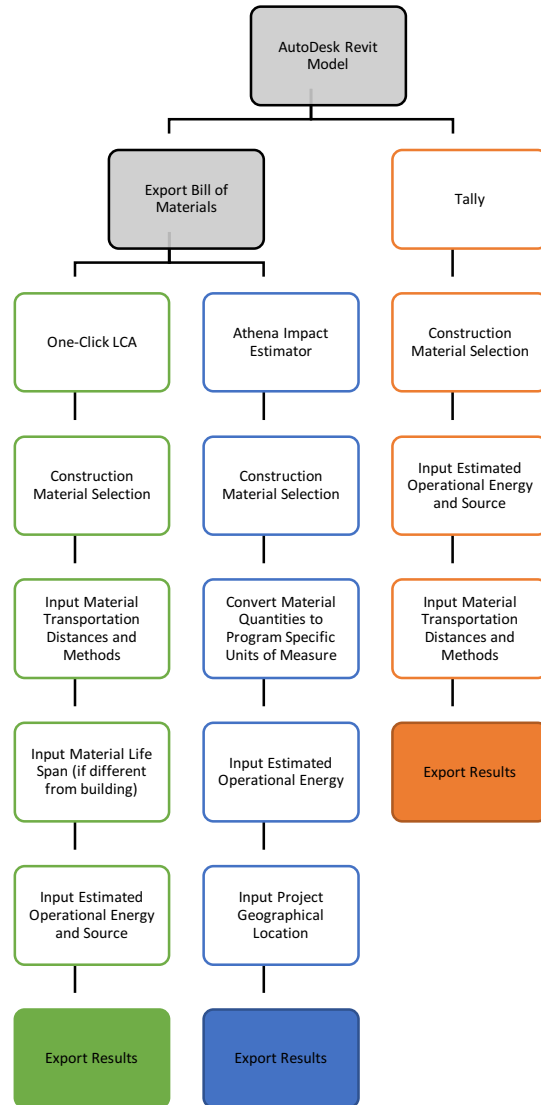 AutoDesk Revit
Model
Export Bill of
Materials
Tally
One-Click LCA
Athena Impact
Estimator
Construction
Material Selection
Construction
Material Selection
Construction
Material Selection
Input Estimated
Operational Energy
and Source
Input Material
Transportation
Distances and
Methods
Convert Material
Quantities to
Program Specific
Units of Measure
Input Material
Transportation
Distances and
Methods
Input Material Life
Span (if different
from building)
Input Estimated
Operational Energy
Export Results
Input Estimated
Operational Energy
and Source
Input Project
Geographical
Location
Export Results
Export Results